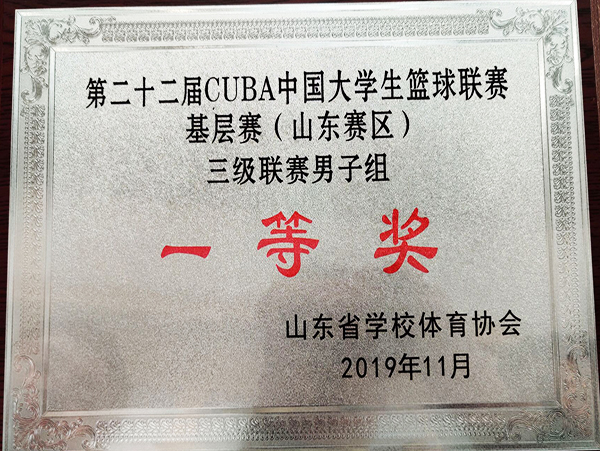 第二十二届CUBA中国大学生篮球联赛
基层赛（山东赛区）
三级联赛男子组
一等奖
山东省学校体育协会
2019年11月